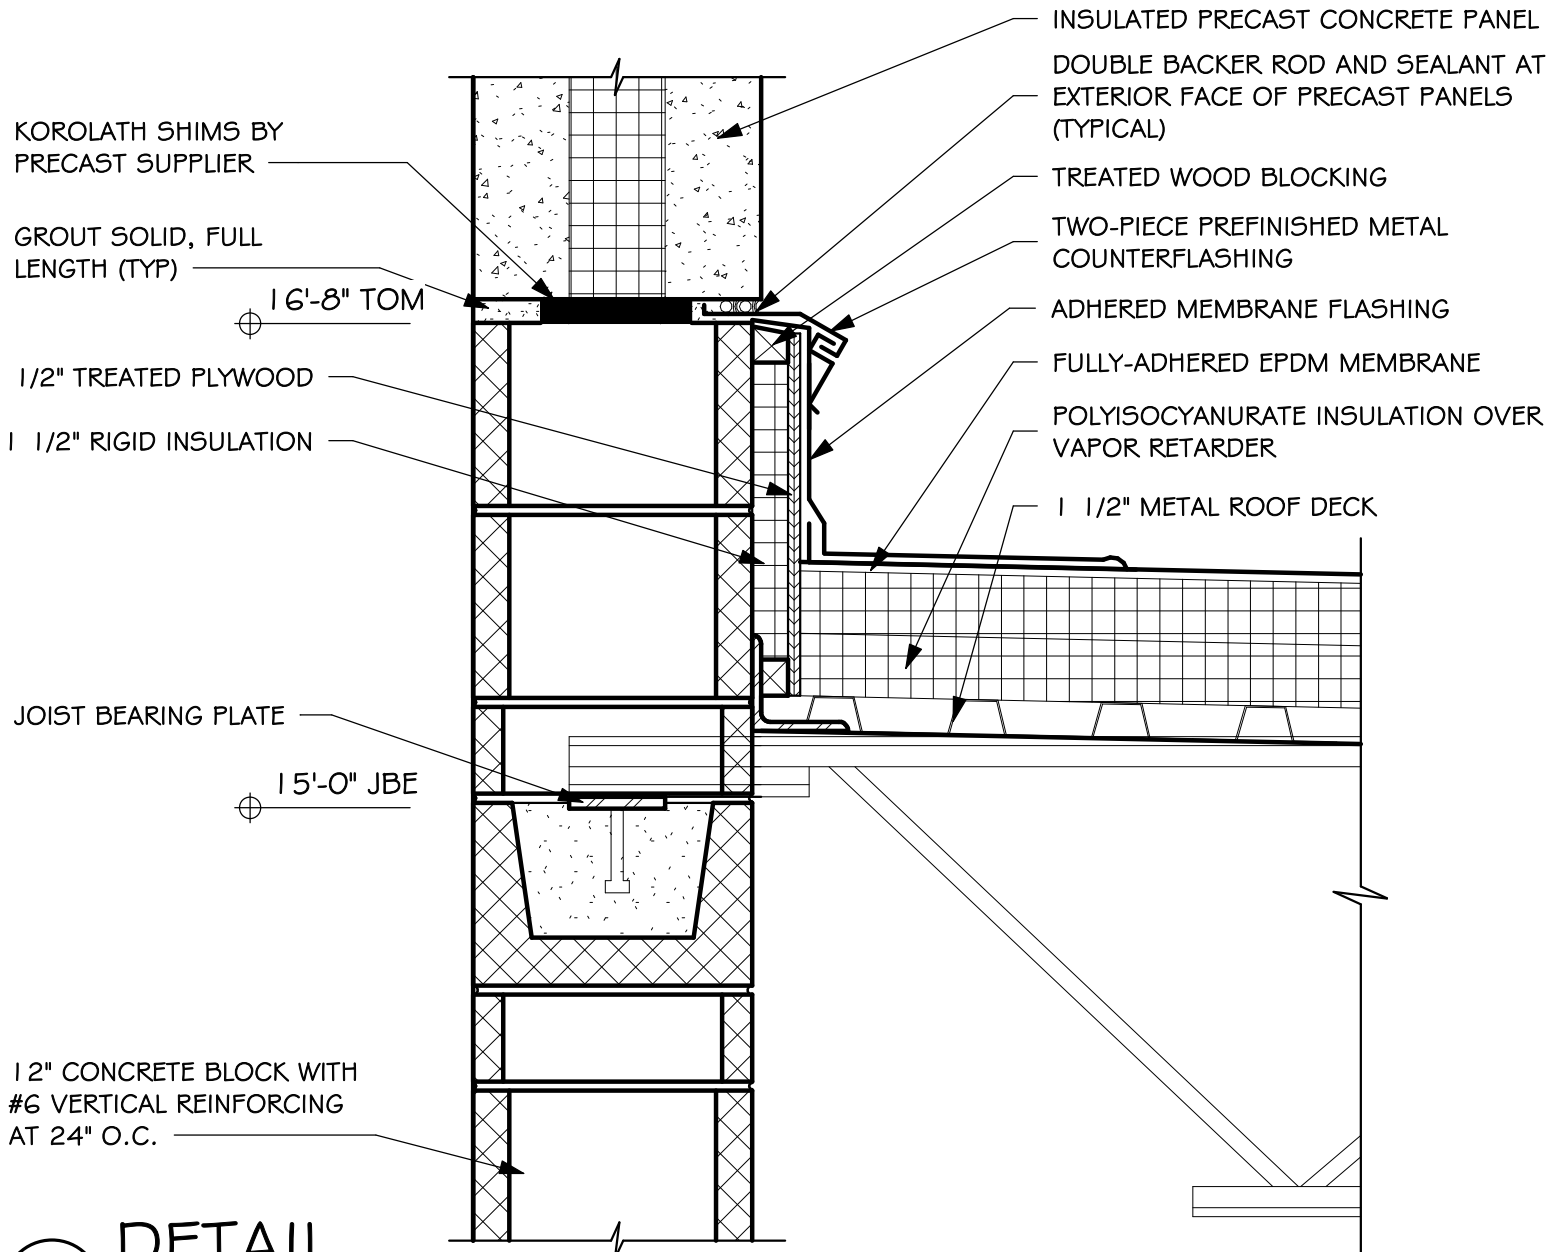 INSULATED PRECAST CONCRETE PANEL
DOUBLE BACKER ROD AND SEALANT AT
EXTERIOR FACE OF PRECAST PANELS
(TYPICAL)
TREATED WOOD BLOCKING
TWO-PIECE PREFINISHED METAL
COUNTERFLASHING
ADHERED MEMBRANE FLASHING
FULLY-ADHERED EPDM MEMBRANE
POLYISOCYANURATE INSULATION OVER
VAPOR RETARDER
1 1/2" METAL ROOF DECK
KOROLATH SHIMS BY
PRECAST SUPPLIER
GROUT SOLID, FULL
LENGTH (TYP)
16'-8" TOM
1/2" TREATED PLYWOOD
1 1/2" RIGID INSULATION
JOIST BEARING PLATE
15'-0" JBE
12" CONCRETE BLOCK WITH
#6 VERTICAL REINFORCING
AT 24" O.C.
DETAIL